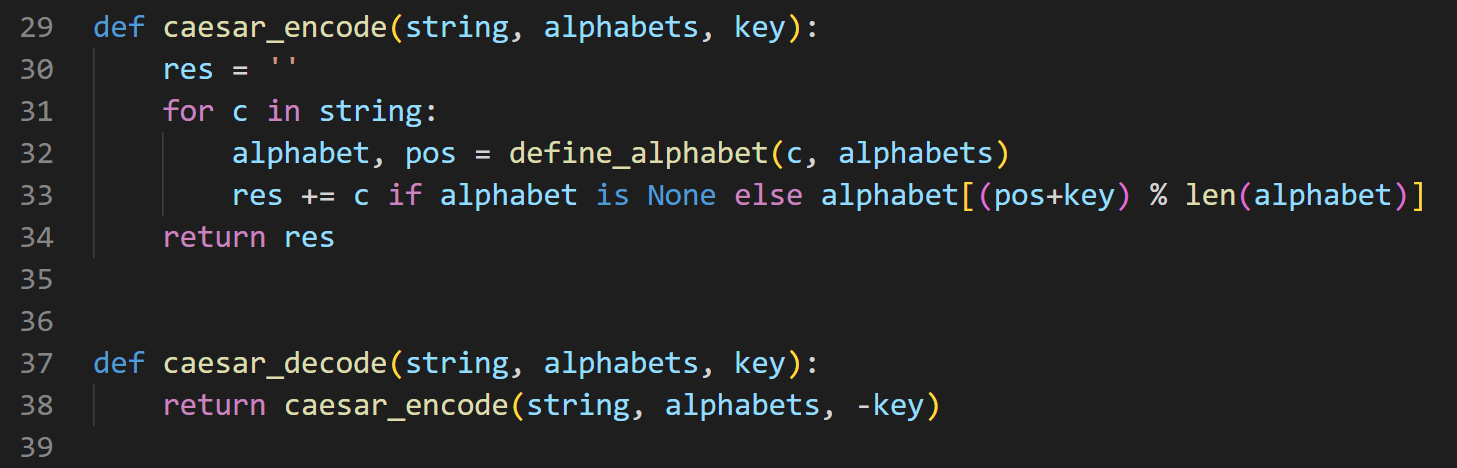 29 def caesar_encode(string, alphabets, key):
30     res = ''
31     for c in string:
32         alphabet, pos = define_alphabet(c, alphabets)
33         res += c if alphabet is None else alphabet[(pos+key) % len(alphabet)]
34     return res
35
36
37 def caesar_decode(string, alphabets, key):
38     return caesar_encode(string, alphabets, -key)
39